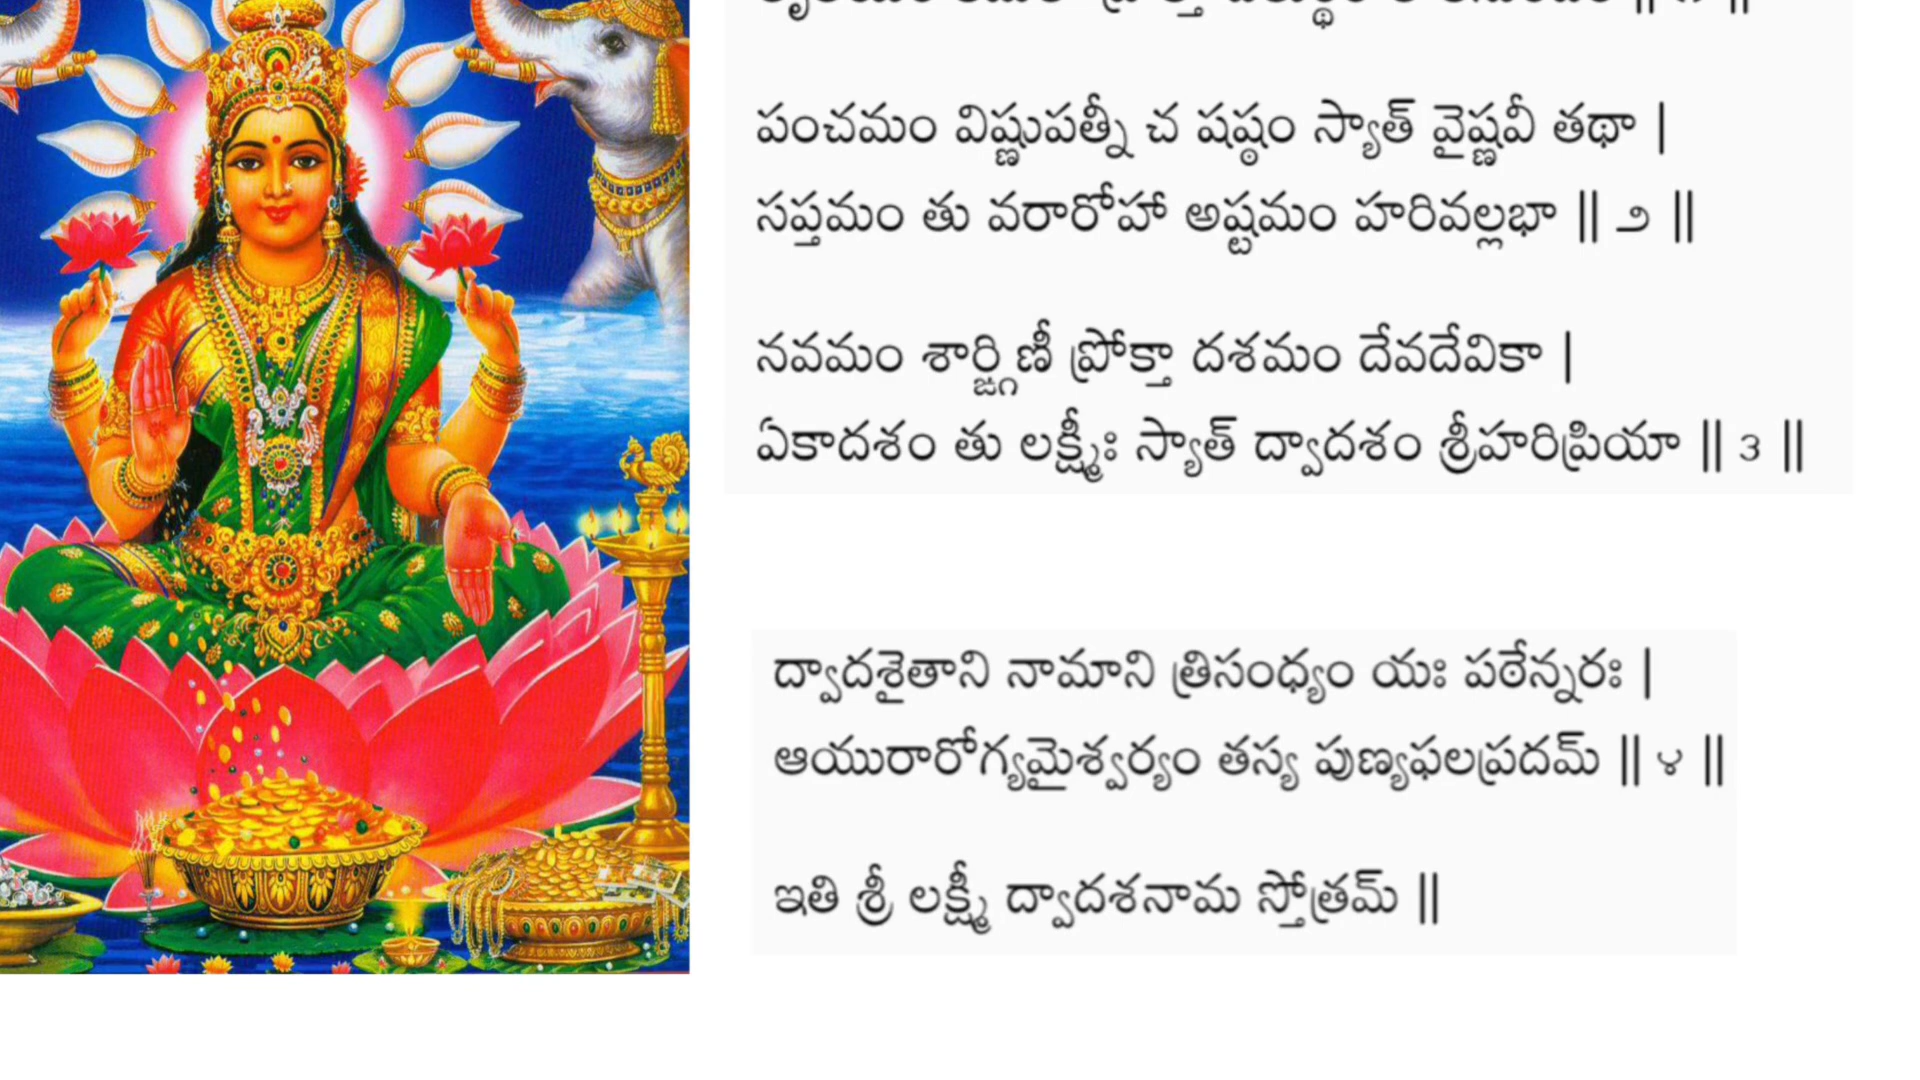 పంచమం విష్ణుపత్నీ చ షష్ఠం స్యాత్ వైష్ణవీ తథా |
సప్తమం తు వరారోహా అష్టమం హరివల్లభా || ౨ ||
నవమం శార్ఙ్గిణీ ప్రోక్తా దశమం దేవదేవికా |
ఏకాదశం తు లక్ష్మీః స్యాత్ ద్వాదశం శ్రీహరిప్రియా || ౩ ||
ద్వాదశైతాని నామాని త్రిసంధ్యం యః పఠేన్నరః |
ఆయురారోగ్యమైశ్వర్యం తస్య పుణ్యఫలప్రదమ్ || ౪ ||
ఇతి శ్రీ లక్ష్మీ ద్వాదశనామ స్తోత్రమ్ ||